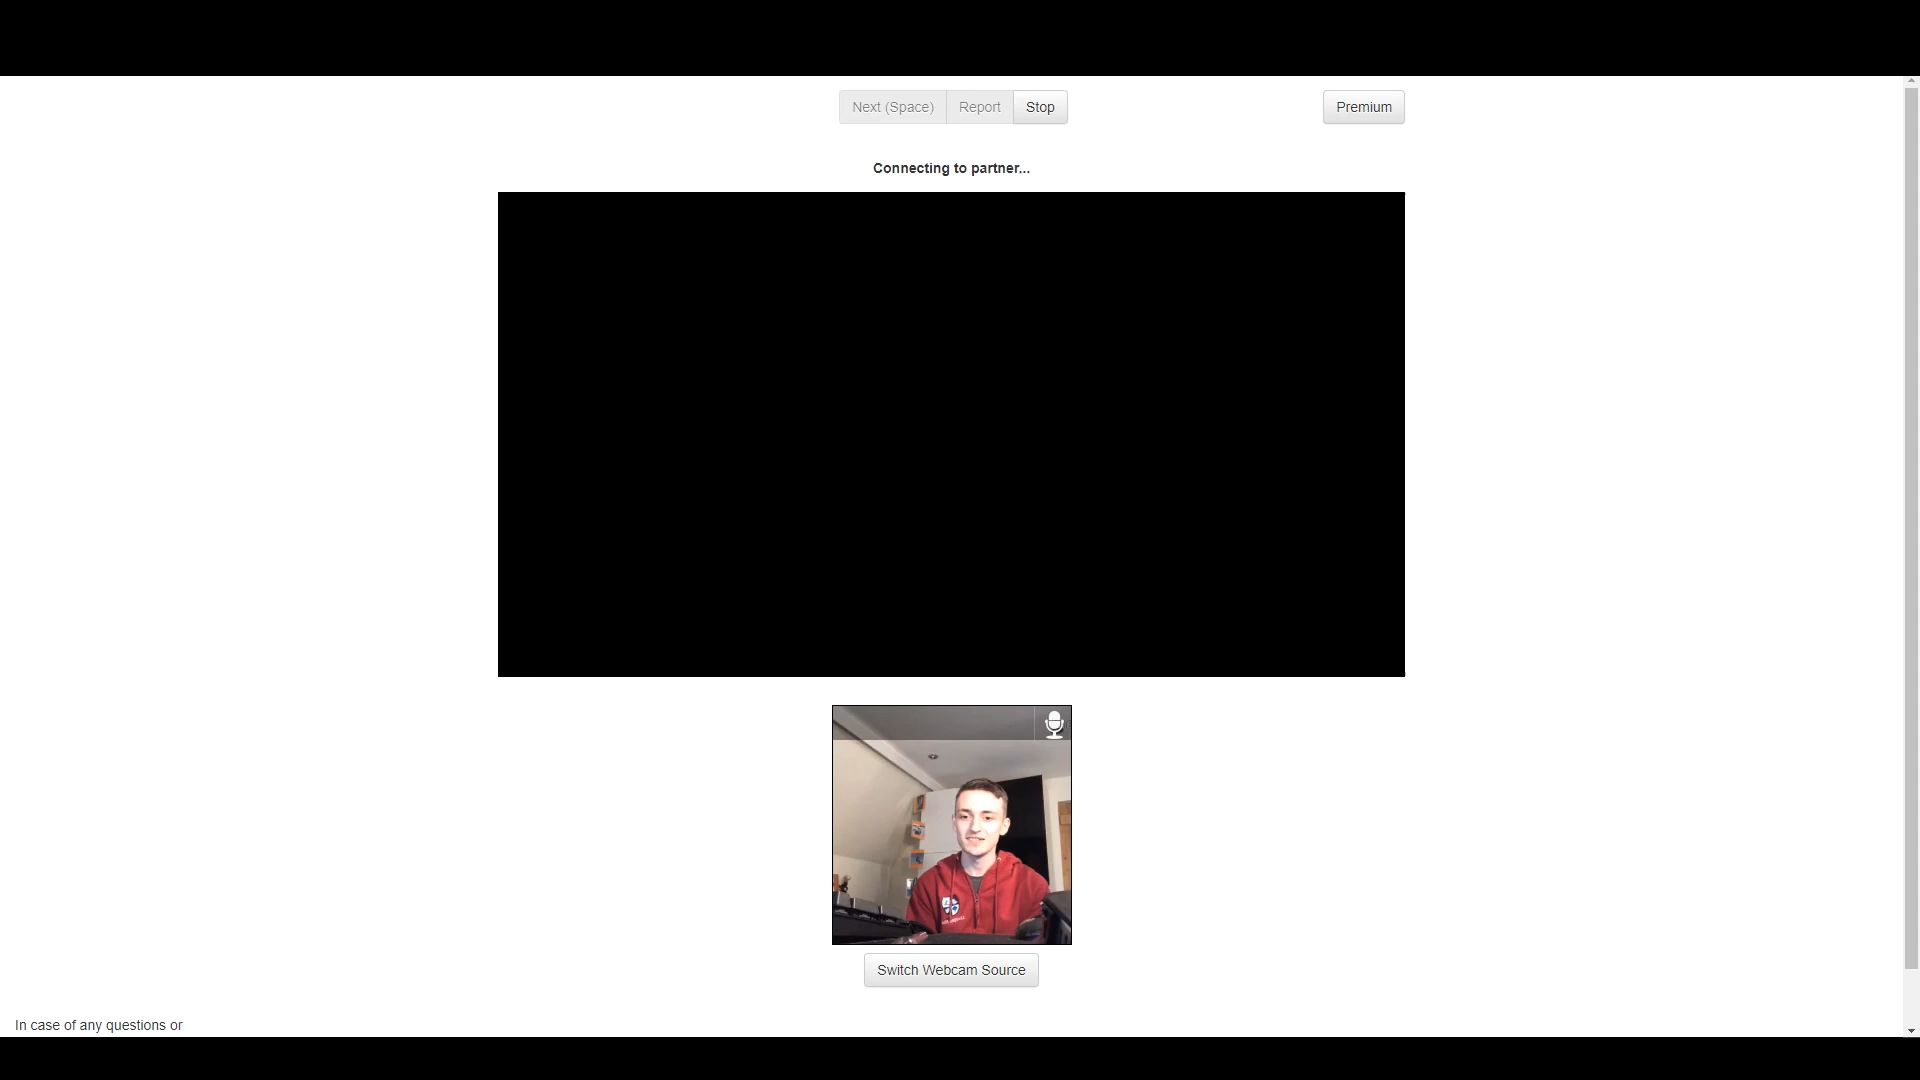 Next (Space) Report Stop Premium
Connecting to partner...
Switch Webcam Source
In case of any questions or